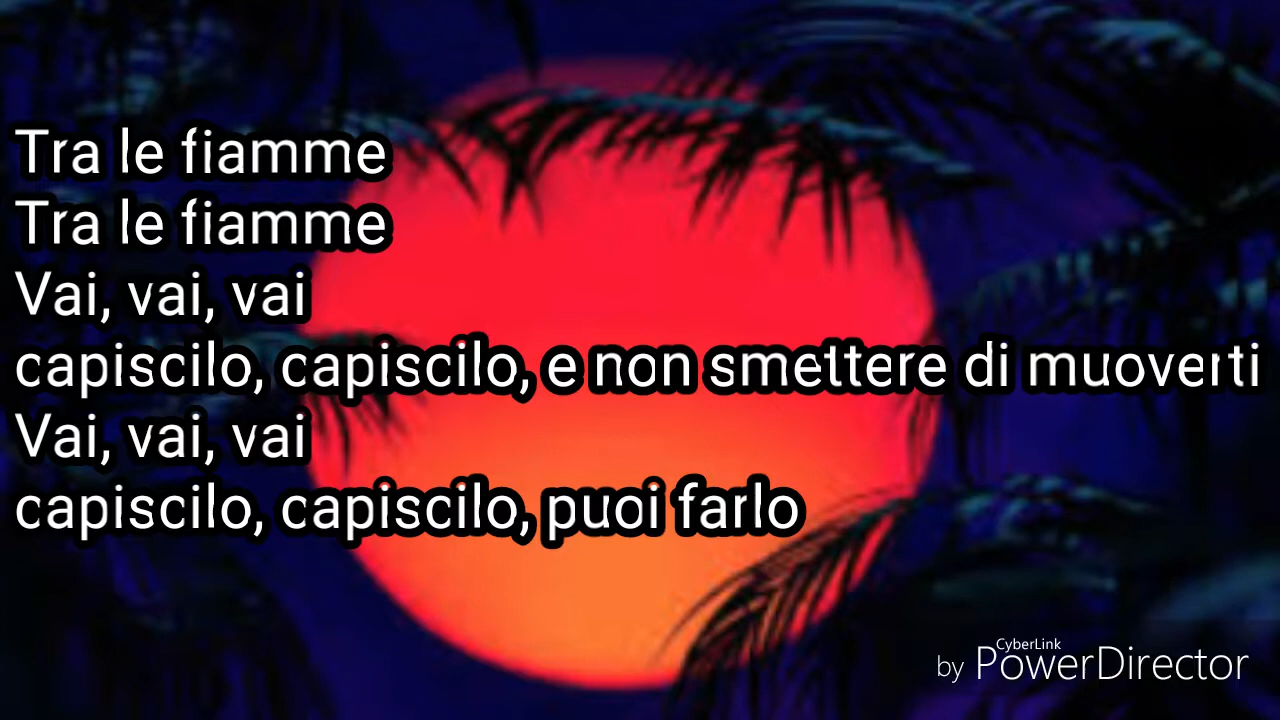 Tra le fiamme
Tra le fiamme
Vai, vai, vai
capiscilo, capiscilo, e non smettere di muoverti
Vai, vai, vai
capiscilo, capiscilo, puoi farlo
CyberLink
by PowerDirector